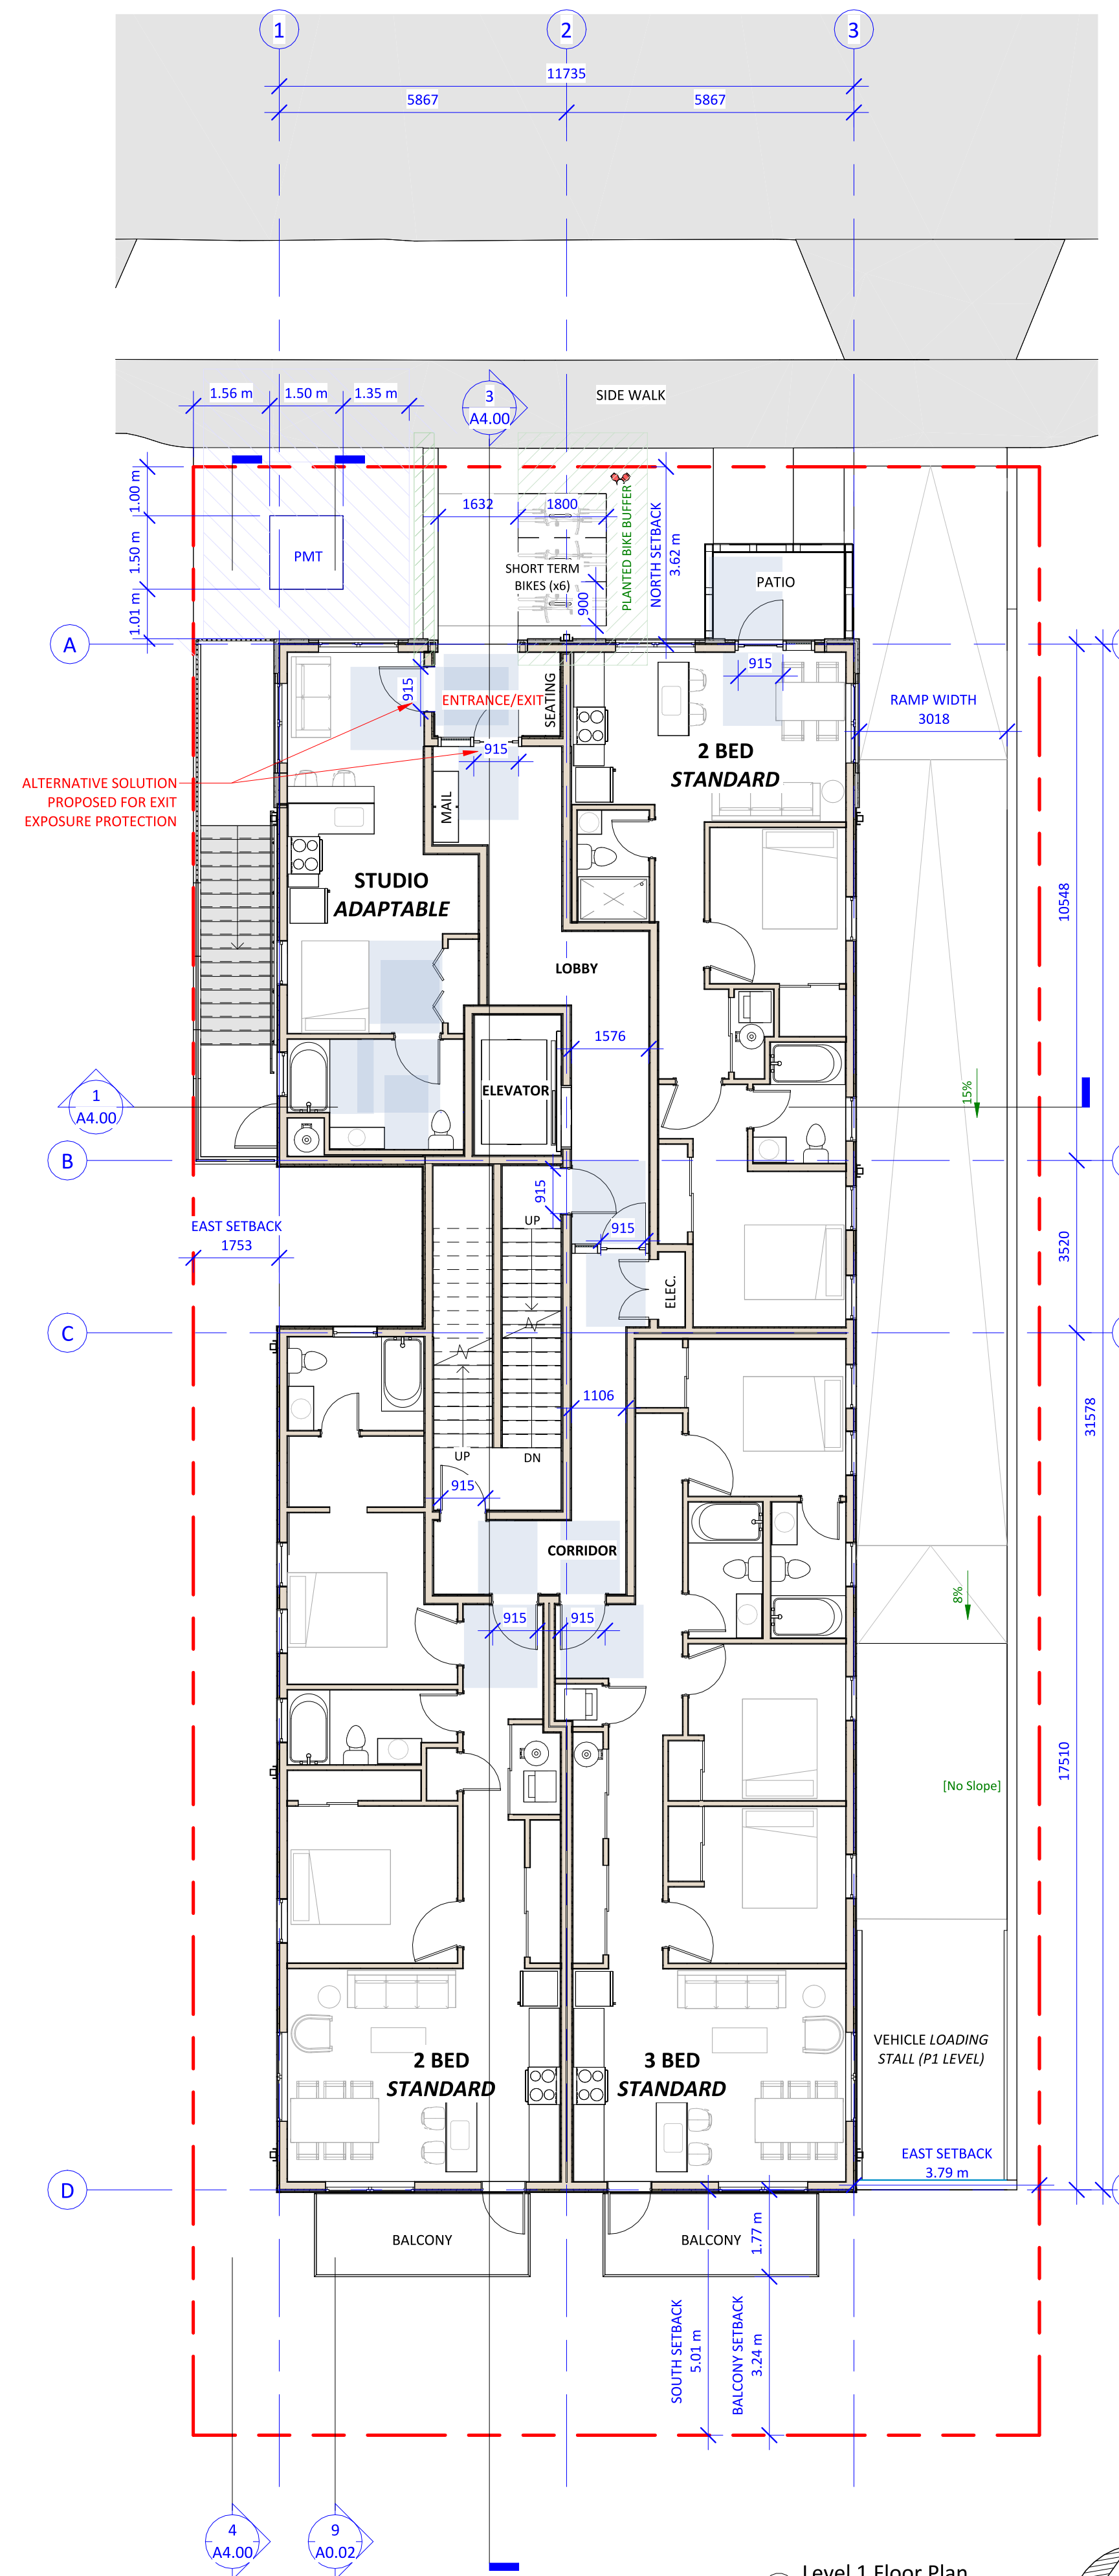 1
2
3
11735
5867
5867
1.56 m
1.50 m
1.35 m
3
A4.00
SIDE WALK
1.00 m
1.50 m
1.01 m
PMT
1632
1800
SHORT TERM
BIKES (x6)
900
PLANTED BIKE BUFFER
NORTH SETBACK
3.62 m
PATIO
A
915
ENTRANCE/EXIT
SEATING
915
915
RAMP WIDTH
3018
2 BED
STANDARD
ALTERNATIVE SOLUTION
PROPOSED FOR EXIT
EXPOSURE PROTECTION
MAIL
STUDIO
ADAPTABLE
10548
LOBBY
1576
ELEVATOR
1
A4.00
15%
B
915
UP
915
EAST SETBACK
1753
3520
ELEC.
C
1106
31578
UP
DN
915
CORRIDOR
8%
915
915
17510
[No Slope]
2 BED
STANDARD
3 BED
STANDARD
VEHICLE LOADING
STALL (P1 LEVEL)
EAST SETBACK
3.79 m
D
BALCONY
BALCONY
1.77 m
SOUTH SETBACK
5.01 m
BALCONY SETBACK
3.24 m
4
A4.00
9
A0.02
Level 1 Floor Plan